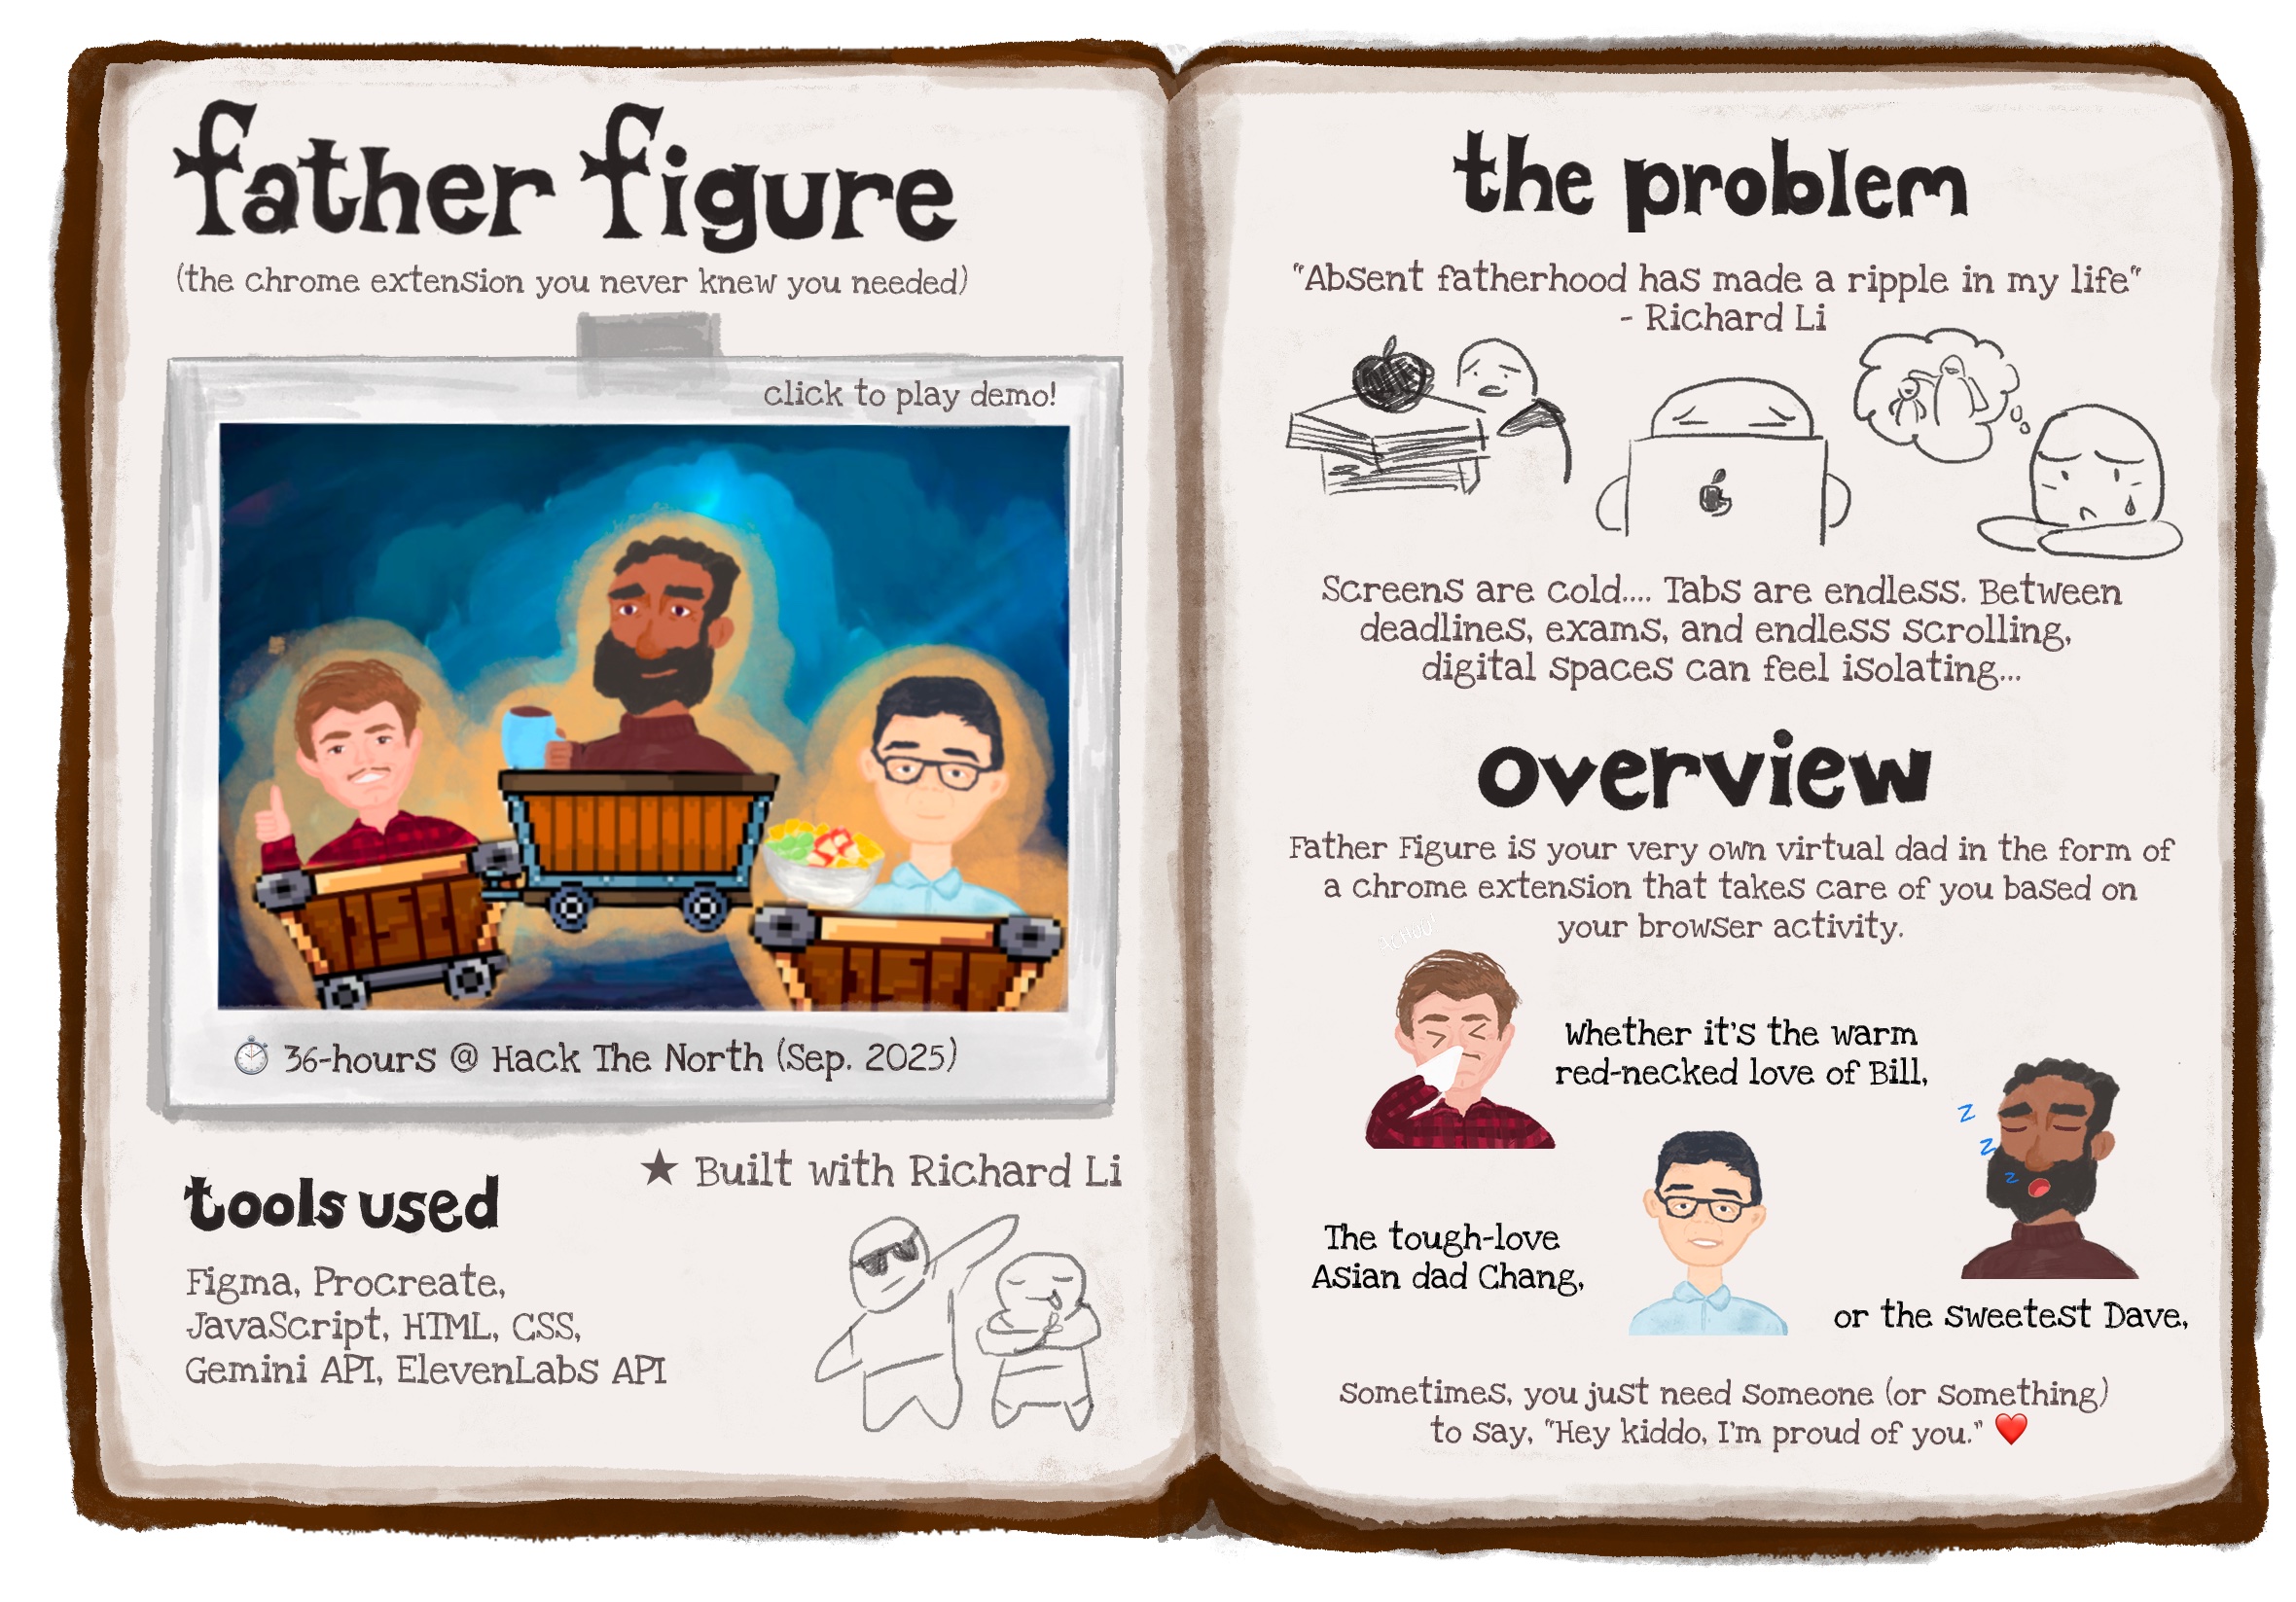 father figure
(the chrome extension you never knew you needed)
click to play demo!
36-hours @ Hack The North (Sep. 2025)
★ Built with Richard Li
tools used
Figma, Procreate,
JavaScript, HTML, CSS,
Gemini API, ElevenLabs API
the problem
"Absent fatherhood has made a ripple in my life"
- Richard Li
Screens are cold.... Tabs are endless. Between
deadlines, exams, and endless scrolling,
digital spaces can feel isolating...
overview
Father Figure is your very own virtual dad in the form of
a chrome extension that takes care of you based on
your browser activity.
ACHOO!
Whether it's the warm
red-necked love of Bill,
z
z
z
The tough-love
Asian dad Chang,
or the sweetest Dave,
sometimes, you just need someone (or something)
to say, "Hey kiddo, I'm proud of you." ❤️